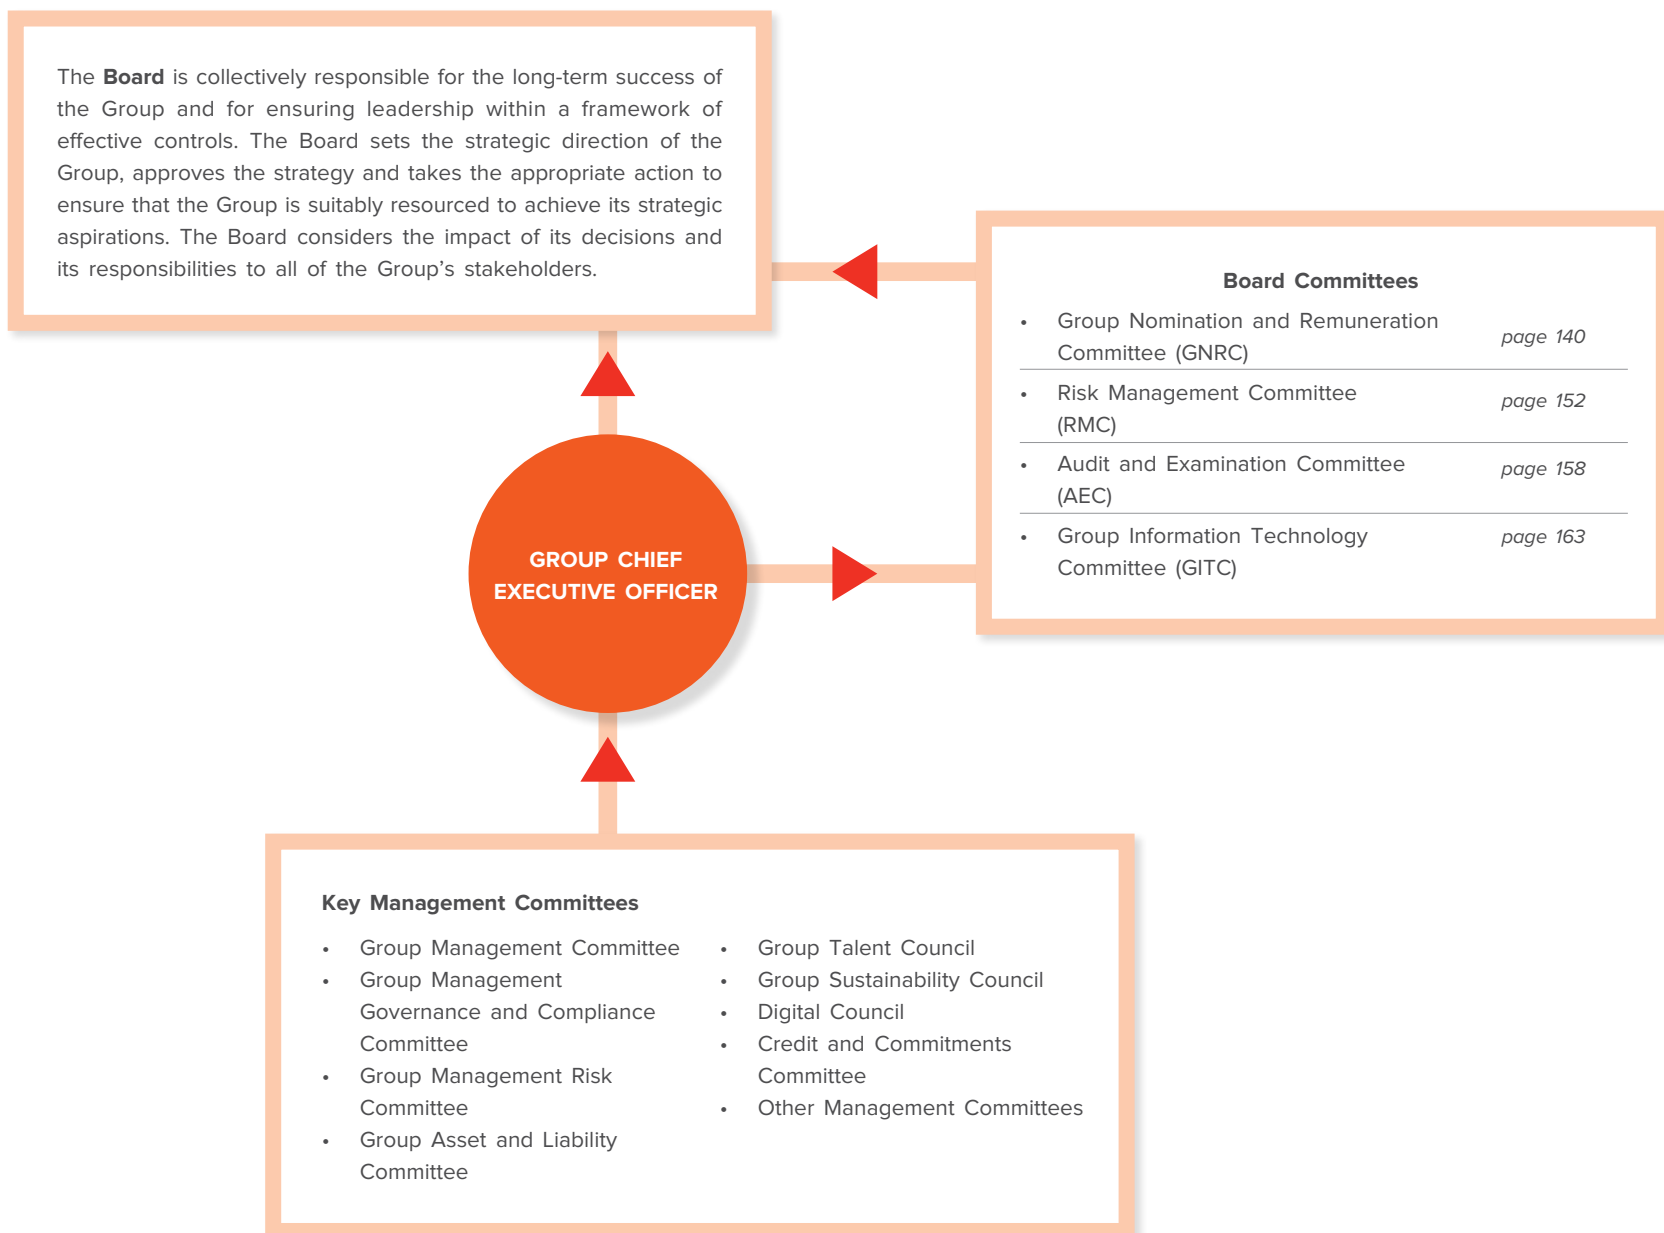 The Board is collectively responsible for the long-term success of
the Group and for ensuring leadership within a framework of
effective controls. The Board sets the strategic direction of the
Group, approves the strategy and takes the appropriate action to
ensure that the Group is suitably resourced to achieve its strategic
aspirations. The Board considers the impact of its decisions and
its responsibilities to all of the Group’s stakeholders.
Board Committees
• Group Nomination and Remuneration
Committee (GNRC)
page 140
• Risk Management Committee
(RMC)
page 152
• Audit and Examination Committee
(AEC)
page 158
• Group Information Technology
Committee (GITC)
page 163
GROUP CHIEF
EXECUTIVE OFFICER
Key Management Committees
• Group Management Committee
• Group Management
Governance and Compliance
Committee
• Group Management Risk
Committee
• Group Asset and Liability
Committee
• Group Talent Council
• Group Sustainability Council
• Digital Council
• Credit and Commitments
Committee
• Other Management Committees